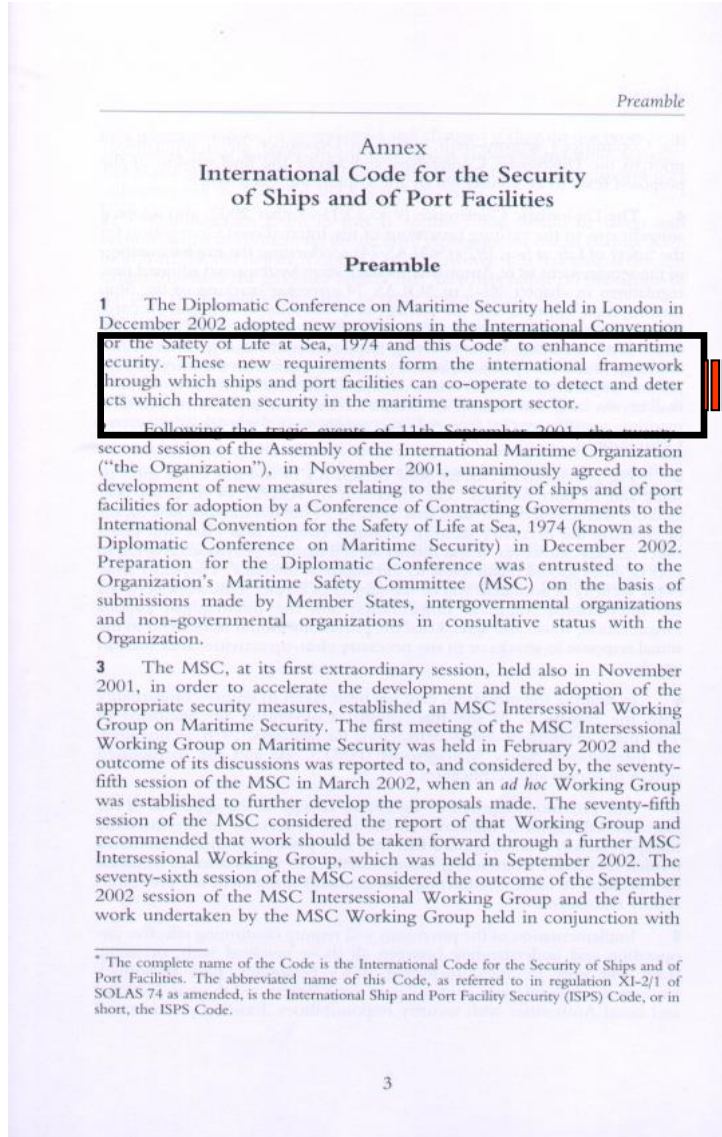 Preamble
Annex
International Code for the Security
of Ships and of Port Facilities
Preamble
1 The Diplomatic Conference on Maritime Security held in London in
December 2002 adopted new provisions in the International Convention
for the Safety of Life at Sea, 1974 and this Code* to enhance maritime
security. These new requirements form the international framework
through which ships and port facilities can co-operate to detect and deter
acts which threaten security in the maritime transport sector.
2 Following the tragic events of 11th September 2001, the twenty-
second session of the Assembly of the International Maritime Organization
(“the Organization”), in November 2001, unanimously agreed to the
development of new measures relating to the security of ships and of port
facilities for adoption by a Conference of Contracting Governments to the
International Convention for the Safety of Life at Sea, 1974 (known as the
Diplomatic Conference on Maritime Security) in December 2002.
Preparation for the Diplomatic Conference was entrusted to the
Organization’s Maritime Safety Committee (MSC) on the basis of
submissions made by Member States, intergovernmental organizations
and non-governmental organizations in consultative status with the
Organization.
3 The MSC, at its first extraordinary session, held also in November
2001, in order to accelerate the development and the adoption of the
appropriate security measures, established an MSC Intersessional Working
Group on Maritime Security. The first meeting of the MSC Intersessional
Working Group on Maritime Security was held in February 2002 and the
outcome of its discussions was reported to, and considered by, the seventy-
fifth session of the MSC in March 2002, when an ad hoc Working Group
was established to further develop the proposals made. The seventy-fifth
session of the MSC considered the report of that Working Group and
recommended that work should be taken forward through a further MSC
Intersessional Working Group, which was held in September 2002. The
seventy-sixth session of the MSC considered the outcome of the September
2002 session of the MSC Intersessional Working Group and the further
work undertaken by the MSC Working Group held in conjunction with
* The complete name of the Code is the International Code for the Security of Ships and of
Port Facilities. The abbreviated name of this Code, as referred to in regulation XI-2/1 of
SOLAS 74 as amended, is the International Ship and Port Facility Security (ISPS) Code, or in
short, the ISPS Code.
3